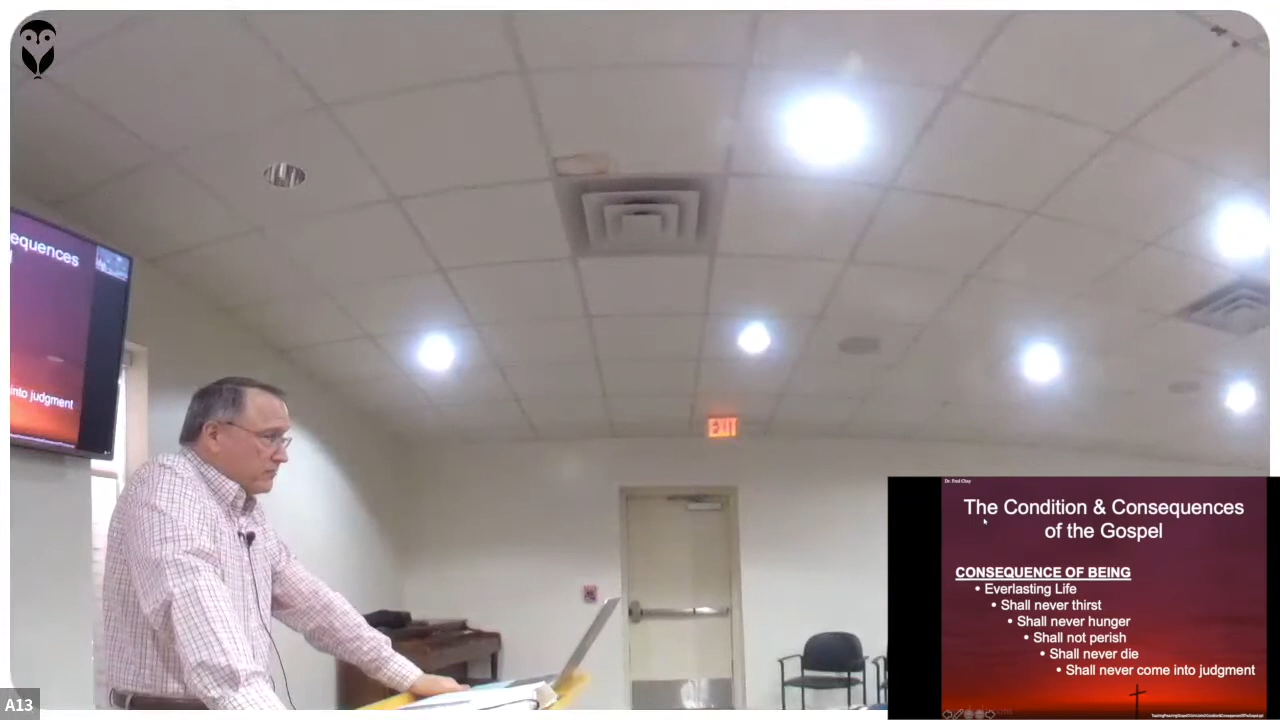 equences
into judgment
EXIT
Dr. Fred Chay
The Condition & Consequences
of the Gospel
CONSEQUENCE OF BEING
• Everlasting Life
• Shall never thirst
• Shall never hunger
• Shall not perish
• Shall never die
• Shall never come into judgment
A13